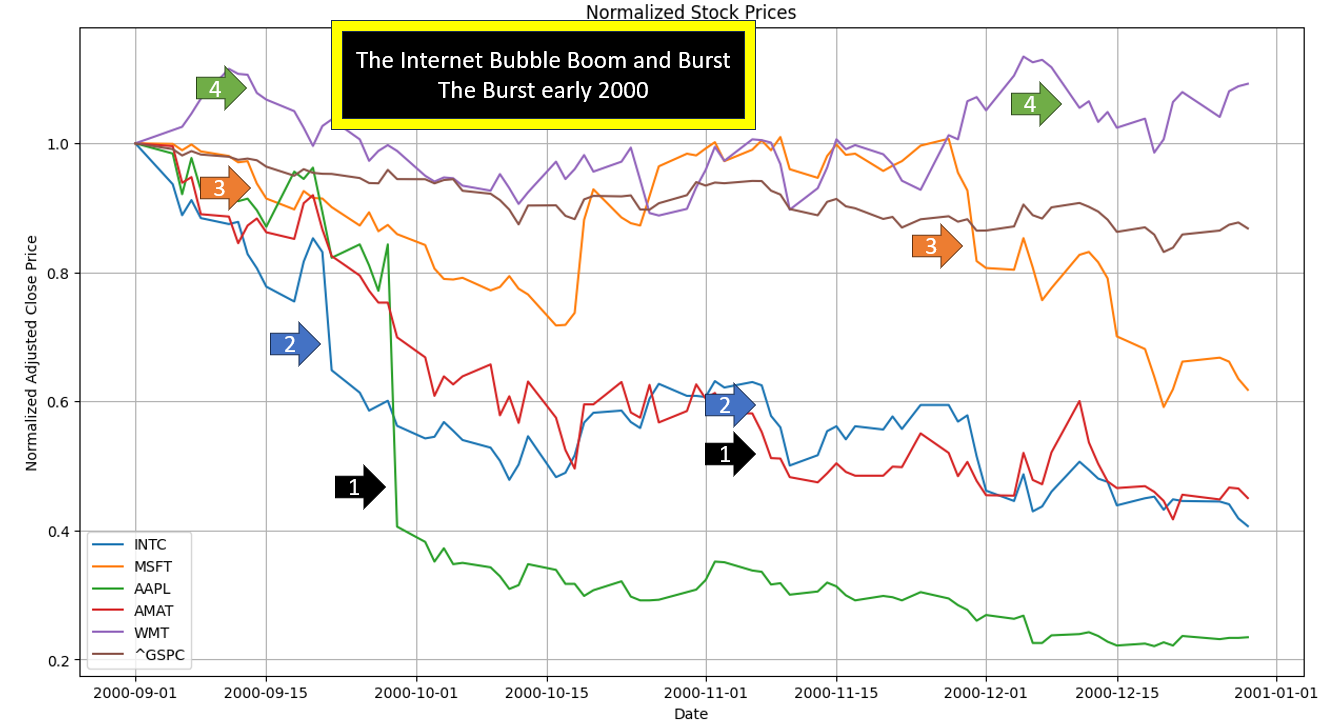 Normalized Stock Prices
The Internet Bubble Boom and Burst
The Burst early 2000
4
4
3
3
2
2
1
1
Normalized Adjusted Close Price
1.0
0.8
0.6
0.4
0.2
INTC
MSFT
AAPL
AMAT
WMT
^GSPC
2000-09-01 2000-09-15 2000-10-01 2000-10-15 2000-11-01 2000-11-15 2000-12-01 2000-12-15 2001-01-01
Date